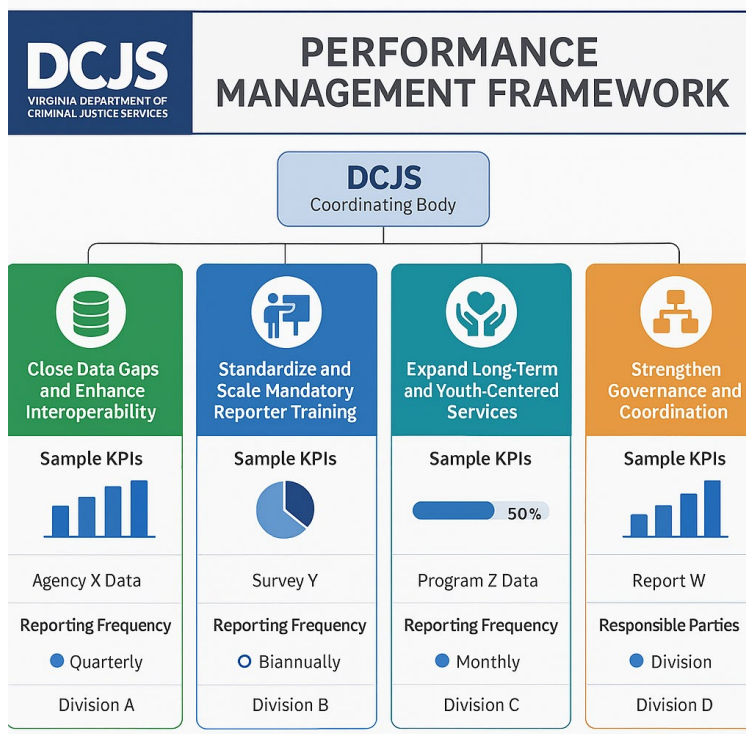 DCJS
VIRGINIA DEPARTMENT OF
CRIMINAL JUSTICE SERVICES
PERFORMANCE
MANAGEMENT FRAMEWORK
DCJS
Coordinating Body
Close Data Gaps
and Enhance
Interoperability
Sample KPIs
Agency X Data
Reporting Frequency
Quarterly
Division A
Standardize and
Scale Mandatory
Reporter Training
Sample KPIs
Survey Y
Reporting Frequency
Biannually
Division B
Expand Long-Term
and Youth-Centered
Services
Sample KPIs
50%
Program Z Data
Reporting Frequency
Monthly
Division C
Strengthen
Governance and
Coordination
Sample KPIs
Report W
Responsible Parties
Division
Division D